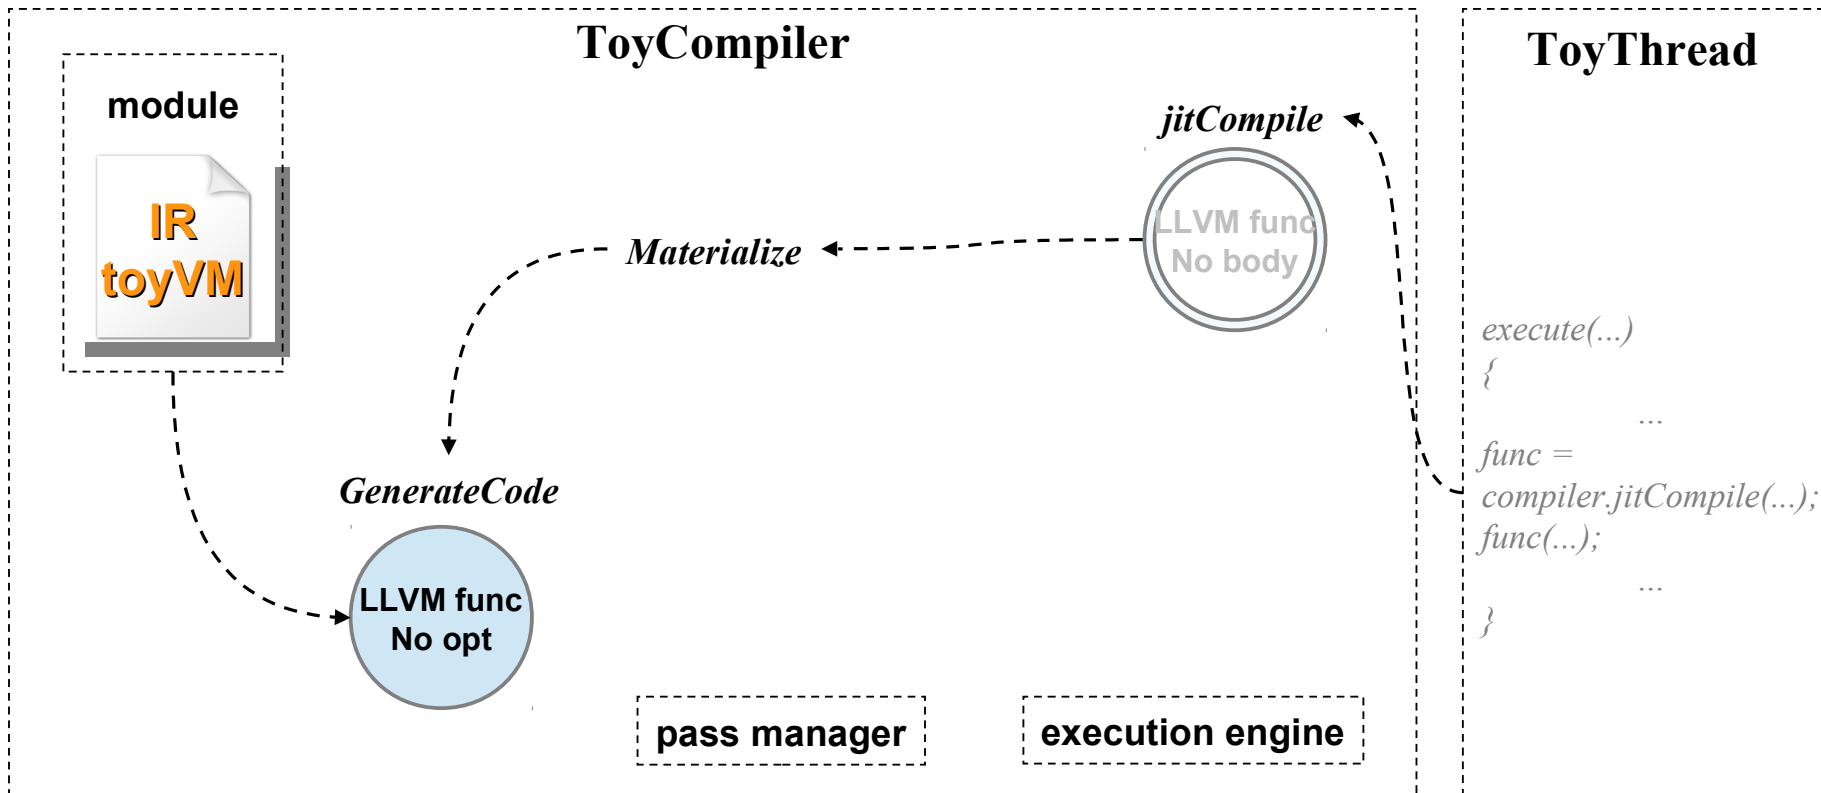 ToyCompiler
ToyThread
module
IR
toyVM
jitCompile
LLVM func
No body
Materialize
GenerateCode
LLVM func
No opt
pass manager
execution engine
execute(...)
{
...
func =
compiler.jitCompile(...);
func(...);
...
}